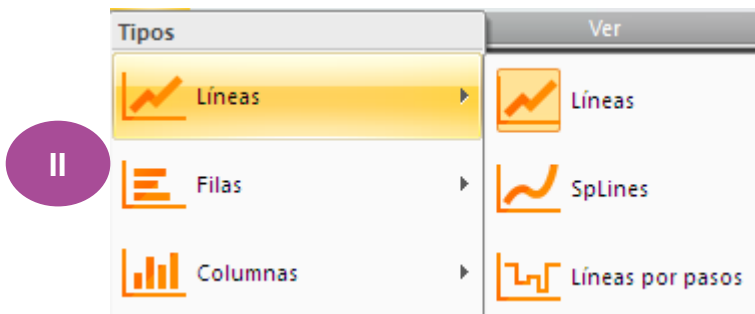 Tipos
Ver
Líneas
Líneas
II
Filas
SpLines
Columnas
Líneas por pasos